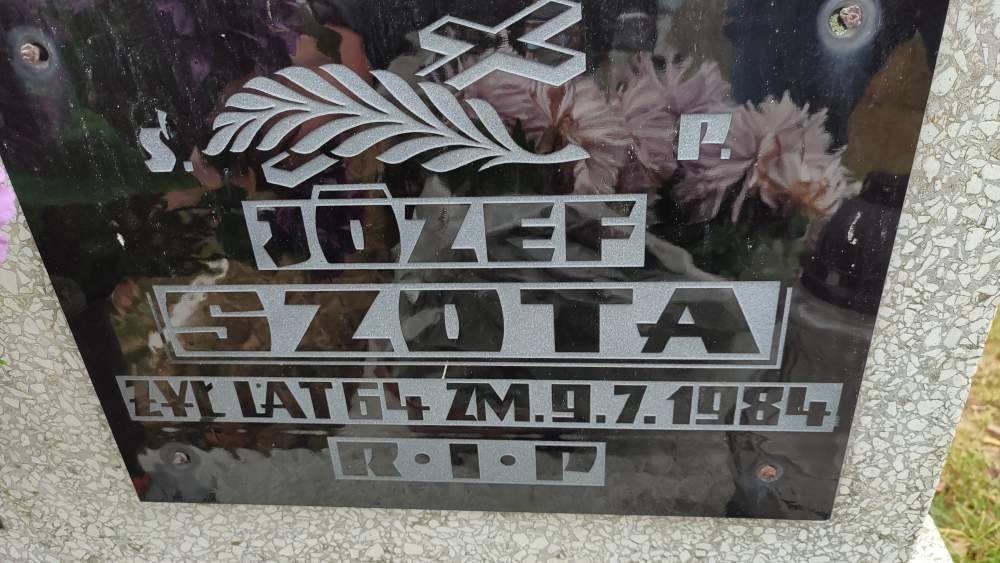 Ś. P.
JÓZEF
SZOTA
ŻYŁ LAT 64 ZM. 9.7.1984
R·I·P